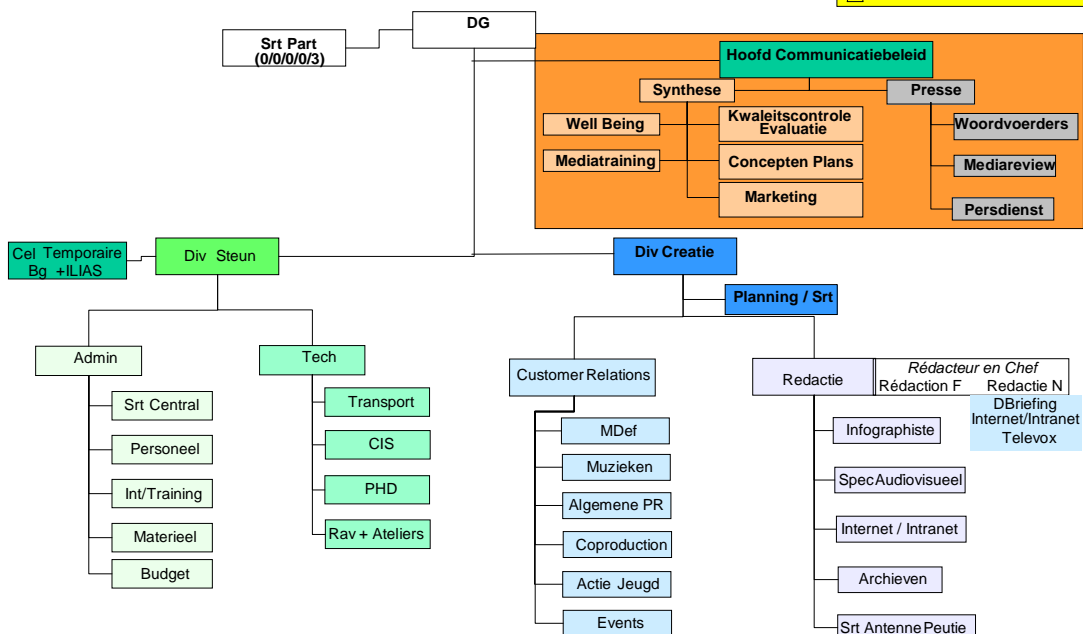 DG
Srt Part
(0/0/0/0/3)
Hoofd Communicatiebeleid
Synthese
Presse
Well Being
Kwaleitscontrole
Evaluatie
Woordvoerders
Mediatraining
Concepten Plans
Mediareview
Marketing
Persdienst
Cel Temporaire
Bg +ILIAS
Div Steun
Div Creatie
Planning / Srt
Admin
Tech
Customer Relations
Redactie
Rédacteur en Chef
Rédaction F Redactie N
DBriefing
Internet/Intranet
Televox
Srt Central
Personeel
Int/Training
Materieel
Budget
Transport
CIS
PHD
Rav + Ateliers
MDef
Muzieken
Algemene PR
Coproduction
Actie Jeugd
Events
Infographiste
Spec Audiovisueel
Internet / Intranet
Archieven
Srt Antenne Peutie